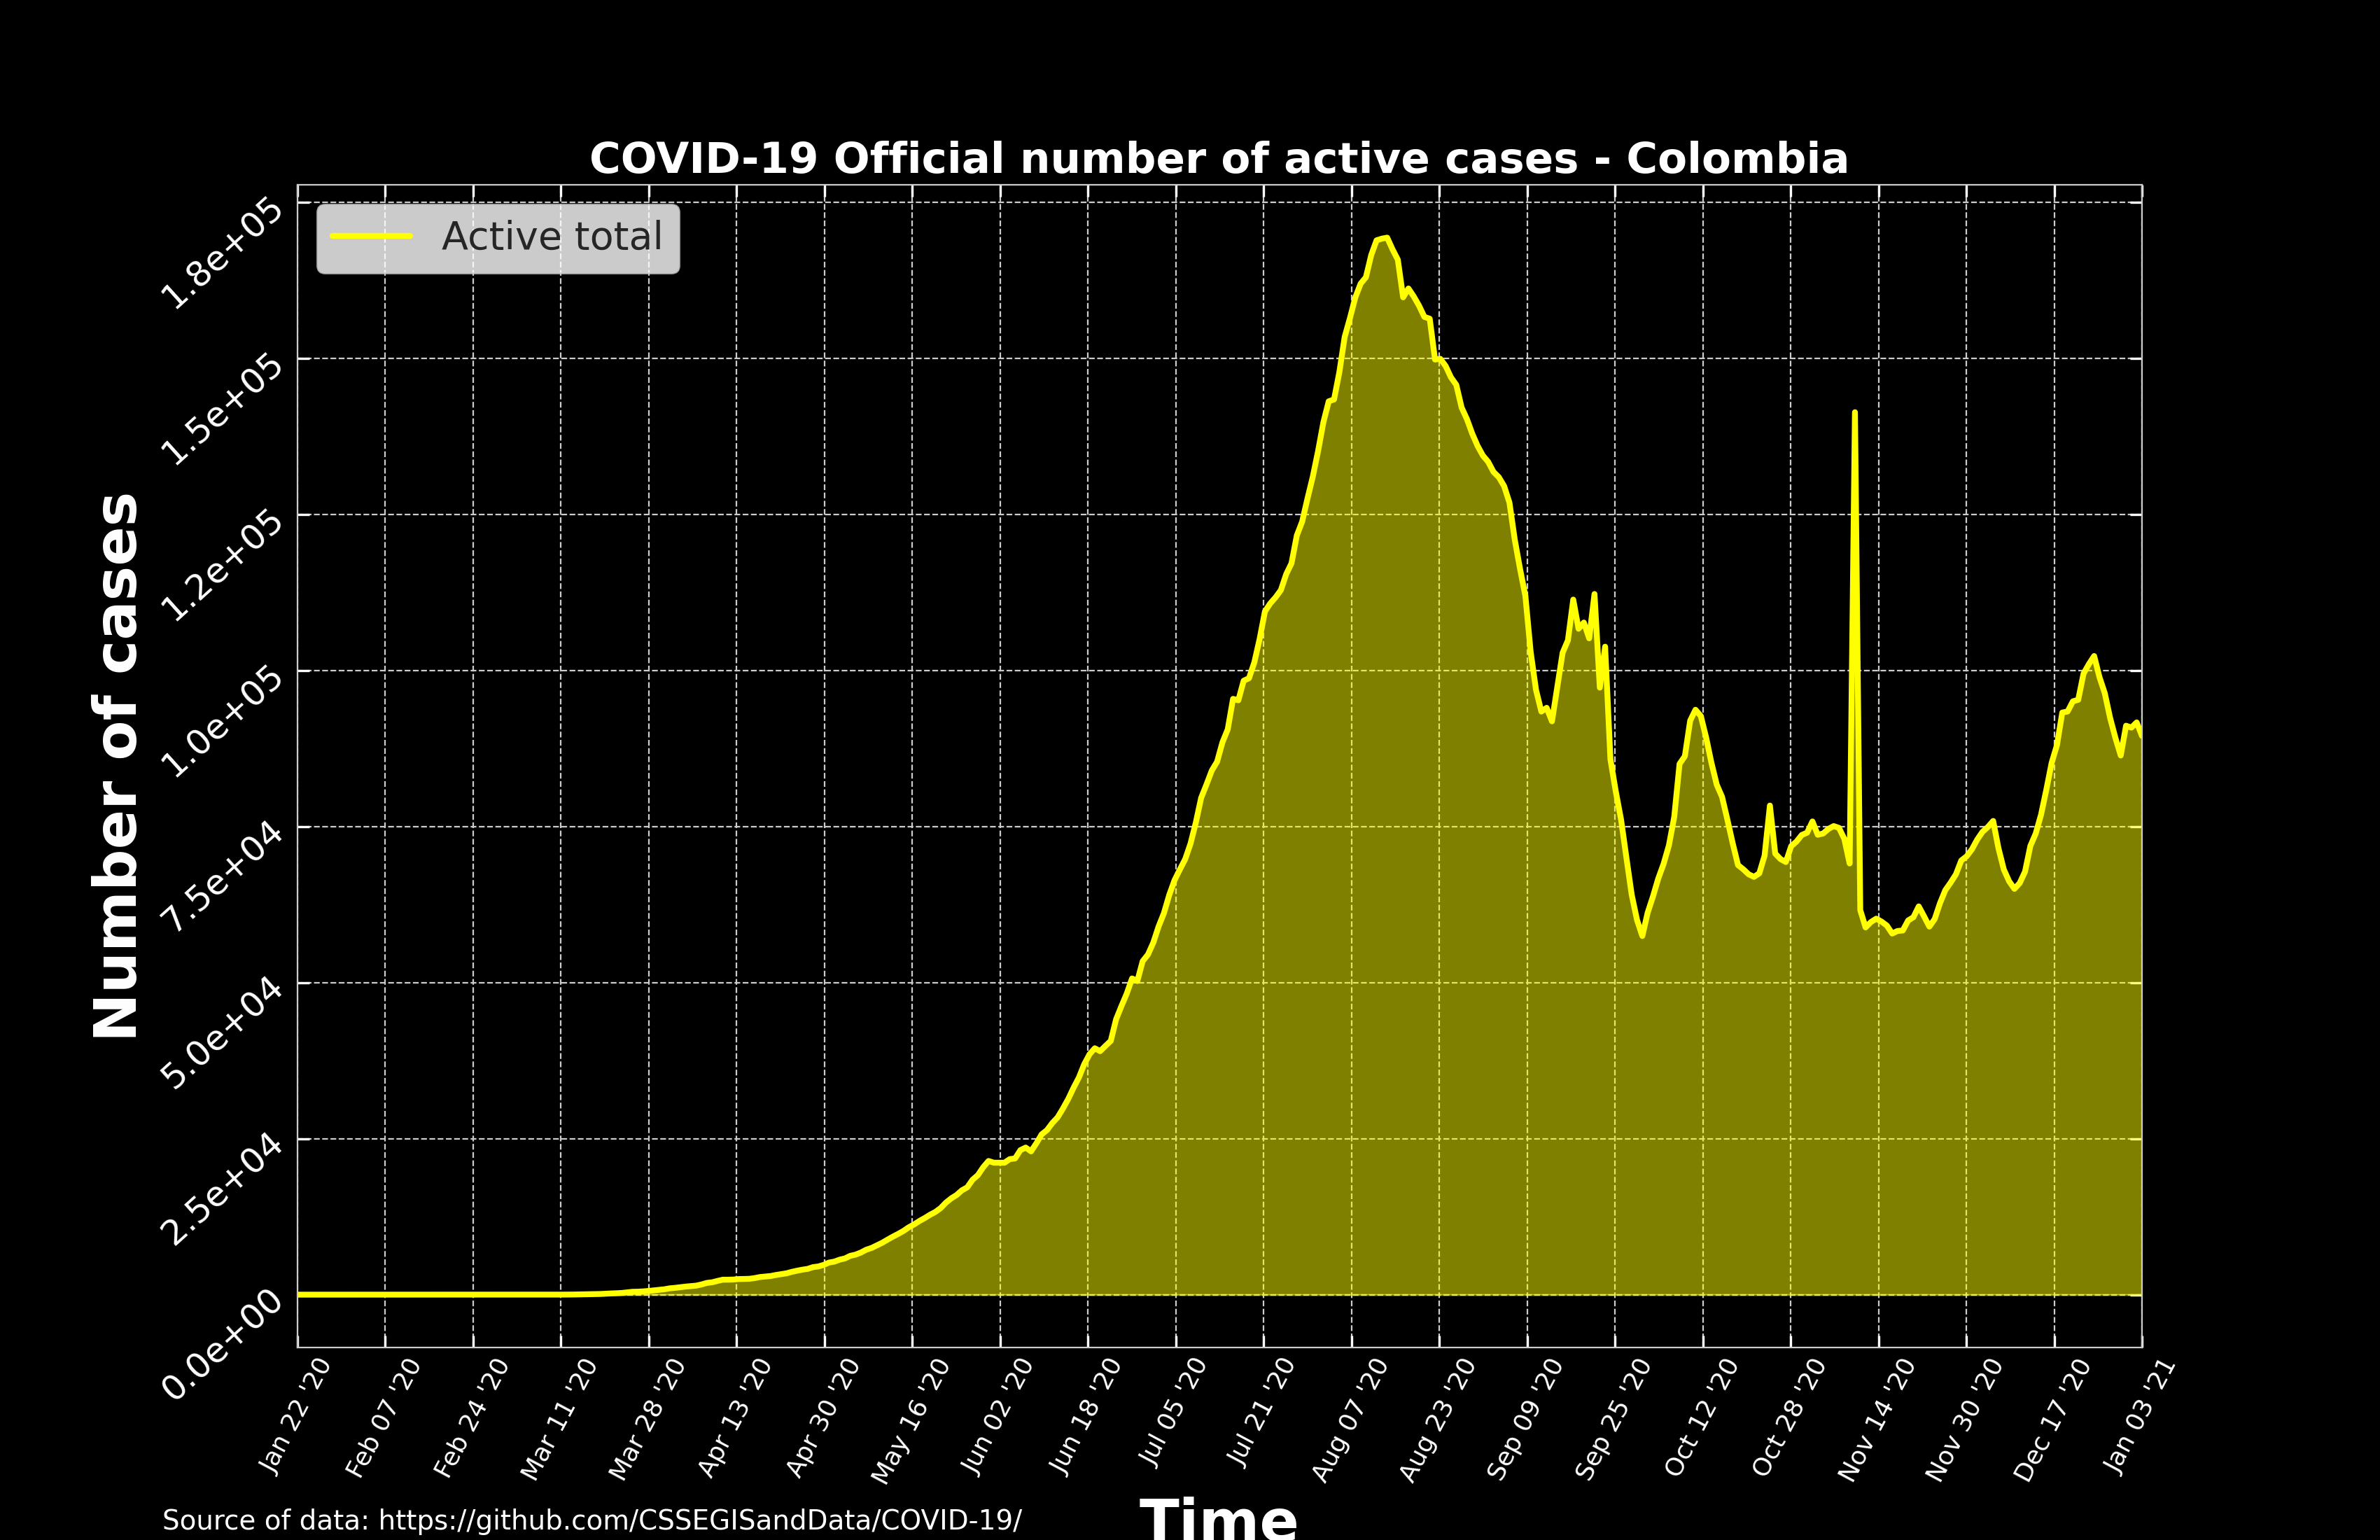 COVID-19 Official number of active cases - Colombia
Active total
Number of cases
1.8e+05
1.5e+05
1.2e+05
1.0e+05
7.5e+04
5.0e+04
2.5e+04
0.0e+00
Jan 22 '20
Feb 07 '20
Feb 24 '20
Mar 11 '20
Mar 28 '20
Apr 13 '20
Apr 30 '20
May 16 '20
Jun 02 '20
Jun 18 '20
Jul 05 '20
Jul 21 '20
Aug 07 '20
Aug 23 '20
Sep 09 '20
Sep 25 '20
Oct 12 '20
Oct 28 '20
Nov 14 '20
Nov 30 '20
Dec 17 '20
Jan 03 '21
Time
Source of data: https://github.com/CSSEGISandData/COVID-19/